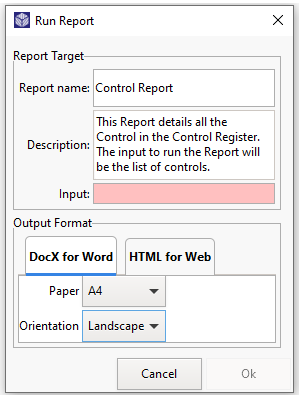 Run Report
Report Target
Report name: Control Report
Description: This Report details all the
Control in the Control Register.
The input to run the Report will
be the list of controls.
Input:
Output Format
DocX for Word HTML for Web
Paper A4
Orientation Landscape
Cancel Ok